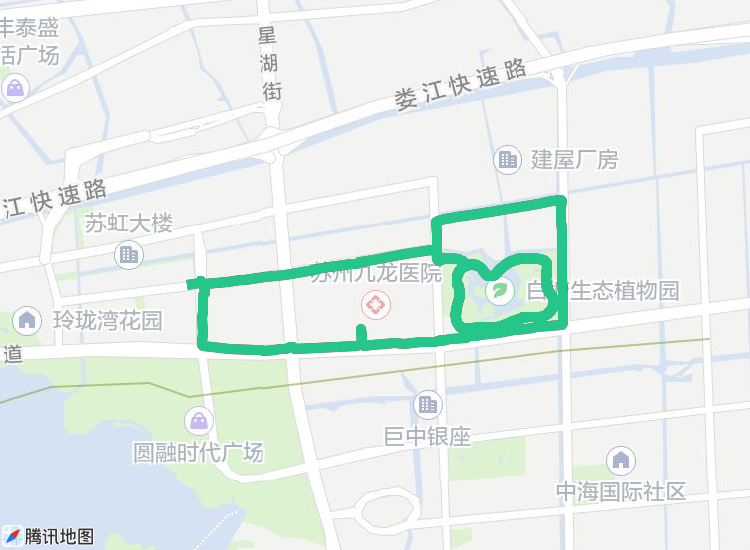 丰泰盛
活广场
星湖街
娄江快速路
建屋厂房
江快速路
苏虹大楼
苏州九龙医院
生态植物园
玲珑湾花园
道
圆融时代广场
巨中银座
中海国际社区
腾讯地图